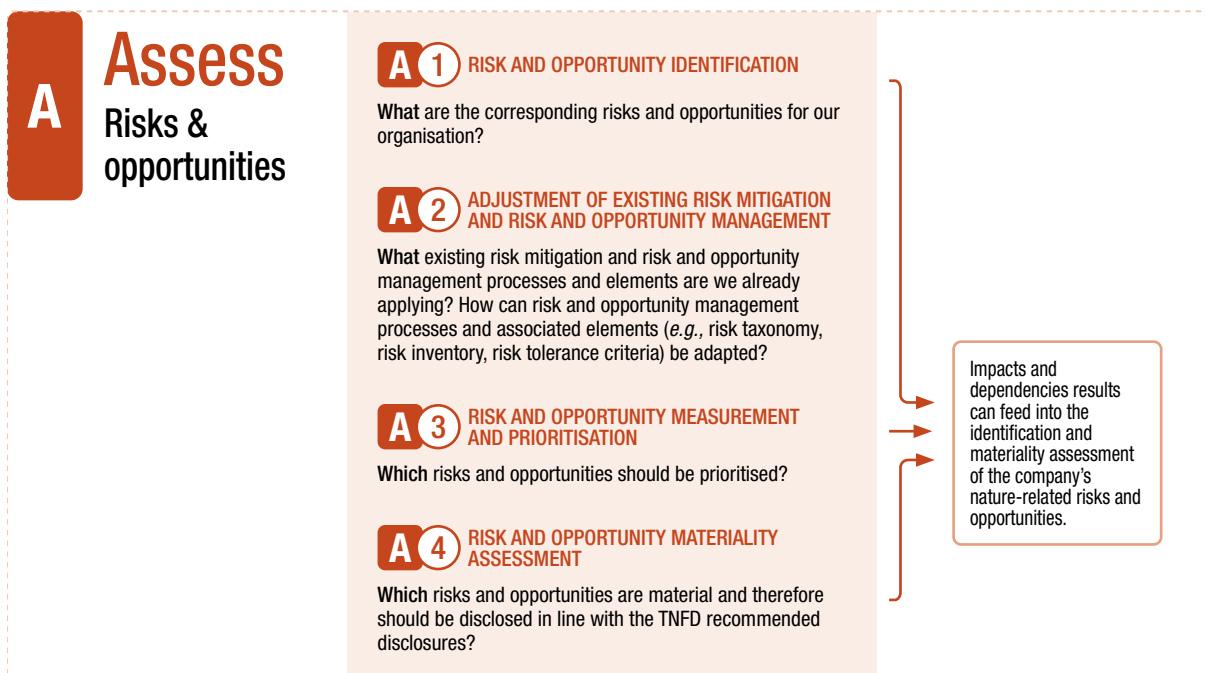 A
Assess
Risks &
opportunities
A 1 RISK AND OPPORTUNITY IDENTIFICATION
What are the corresponding risks and opportunities for our
organisation?
A 2 ADJUSTMENT OF EXISTING RISK MITIGATION
AND RISK AND OPPORTUNITY MANAGEMENT
What existing risk mitigation and risk and opportunity
management processes and elements are we already
applying? How can risk and opportunity management
processes and associated elements (e.g., risk taxonomy,
risk inventory, risk tolerance criteria) be adapted?
A 3 RISK AND OPPORTUNITY MEASUREMENT
AND PRIORITISATION
Which risks and opportunities should be prioritised?
A 4 RISK AND OPPORTUNITY MATERIALITY
ASSESSMENT
Which risks and opportunities are material and therefore
should be disclosed in line with the TNFD recommended
disclosures?
Impacts and
dependencies results
can feed into the
identification and
materiality assessment
of the company's
nature-related risks and
opportunities.